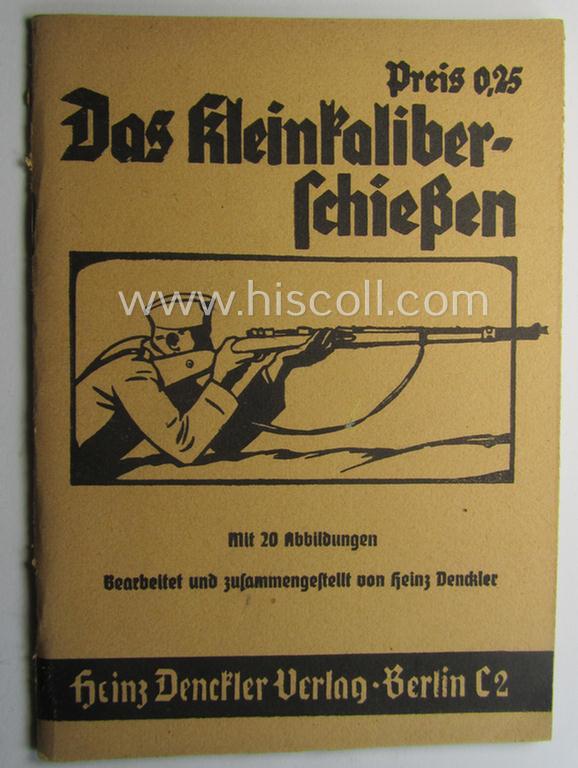 Preis 0,25
Das Kleinkaliber-
schießen
www.hiscoll.com
Mit 20 Abbildungen
Bearbeitet und zusammengestellt von Heinz Denckler
Heinz Denckler Verlag · Berlin C2